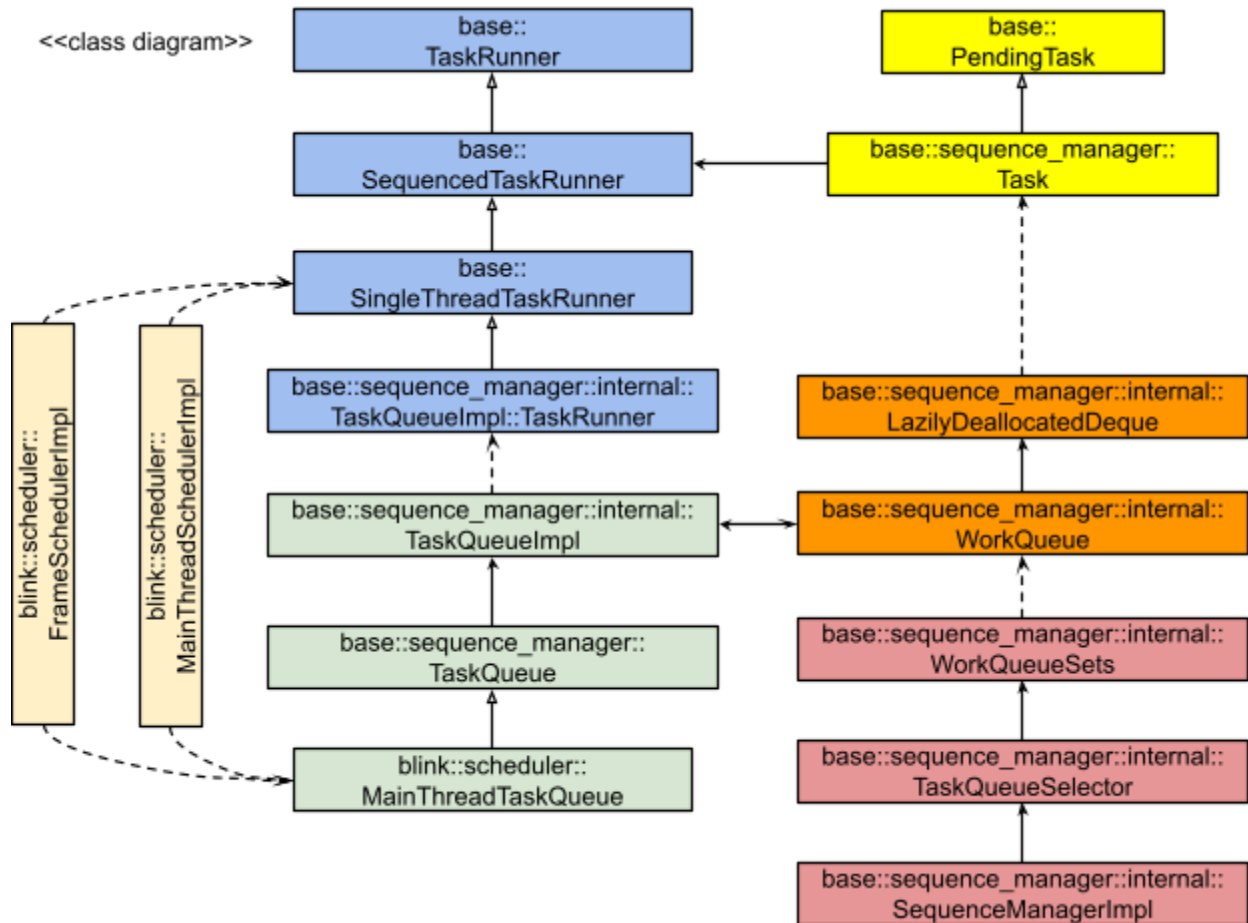 <<class diagram>>
base::
TaskRunner
base::
PendingTask
base::
SequencedTaskRunner
base::sequence_manager::
Task
base::
SingleThreadTaskRunner
blink::scheduler::
FrameSchedulerImpl
blink::scheduler::
MainThreadSchedulerImpl
base::sequence_manager::internal::
TaskQueueImpl::TaskRunner
base::sequence_manager::internal::
LazilyDeallocatedDeque
base::sequence_manager::internal::
TaskQueueImpl
base::sequence_manager::internal::
WorkQueue
base::sequence_manager::
TaskQueue
base::sequence_manager::internal::
WorkQueueSets
blink::scheduler::
MainThreadTaskQueue
base::sequence_manager::internal::
TaskQueueSelector
base::sequence_manager::internal::
SequenceManagerImpl